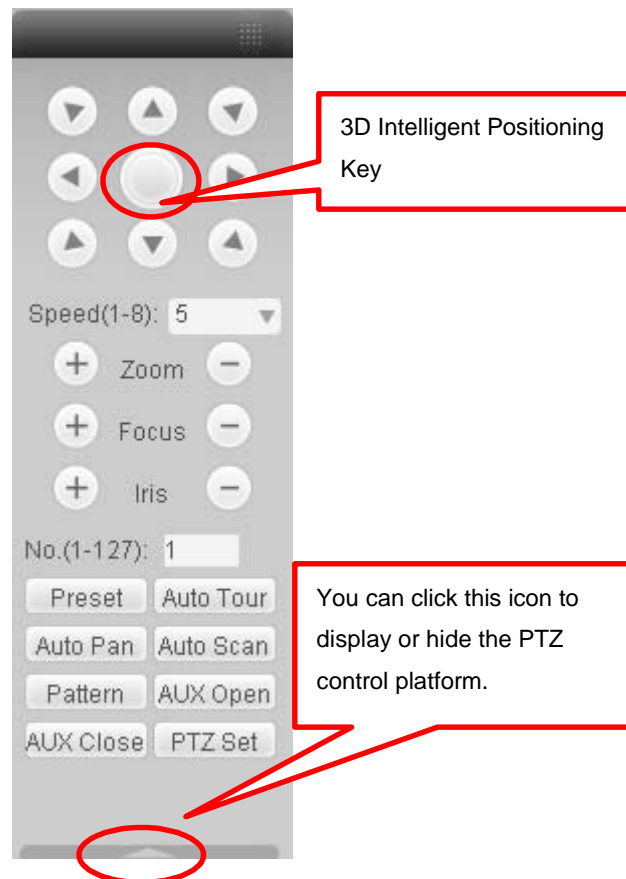 3D Intelligent Positioning
Key
Speed(1-8): 5
Zoom
Focus
Iris
No.(1-127): 1
Preset Auto Tour
Auto Pan Auto Scan
Pattern AUX Open
AUX Close PTZ Set
You can click this icon to
display or hide the PTZ
control platform.